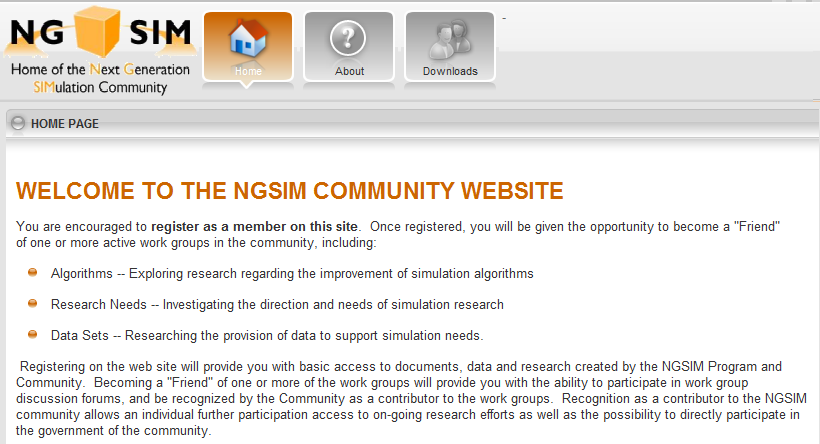 NG SIM
Home of the Next Generation
SIMulation Community
Home
About
Downloads
HOME PAGE
WELCOME TO THE NGSIM COMMUNITY WEBSITE
You are encouraged to register as a member on this site. Once registered, you will be given the opportunity to become a "Friend"
of one or more active work groups in the community, including:
Algorithms -- Exploring research regarding the improvement of simulation algorithms
Research Needs -- Investigating the direction and needs of simulation research
Data Sets -- Researching the provision of data to support simulation needs.
Registering on the web site will provide you with basic access to documents, data and research created by the NGSIM Program and
Community. Becoming a "Friend" of one or more of the work groups will provide you with the ability to participate in work group
discussion forums, and be recognized by the Community as a contributor to the work groups. Recognition as a contributor to the NGSIM
community allows an individual further participation access to on-going research efforts as well as the possibility to directly participate in
the government of the community.